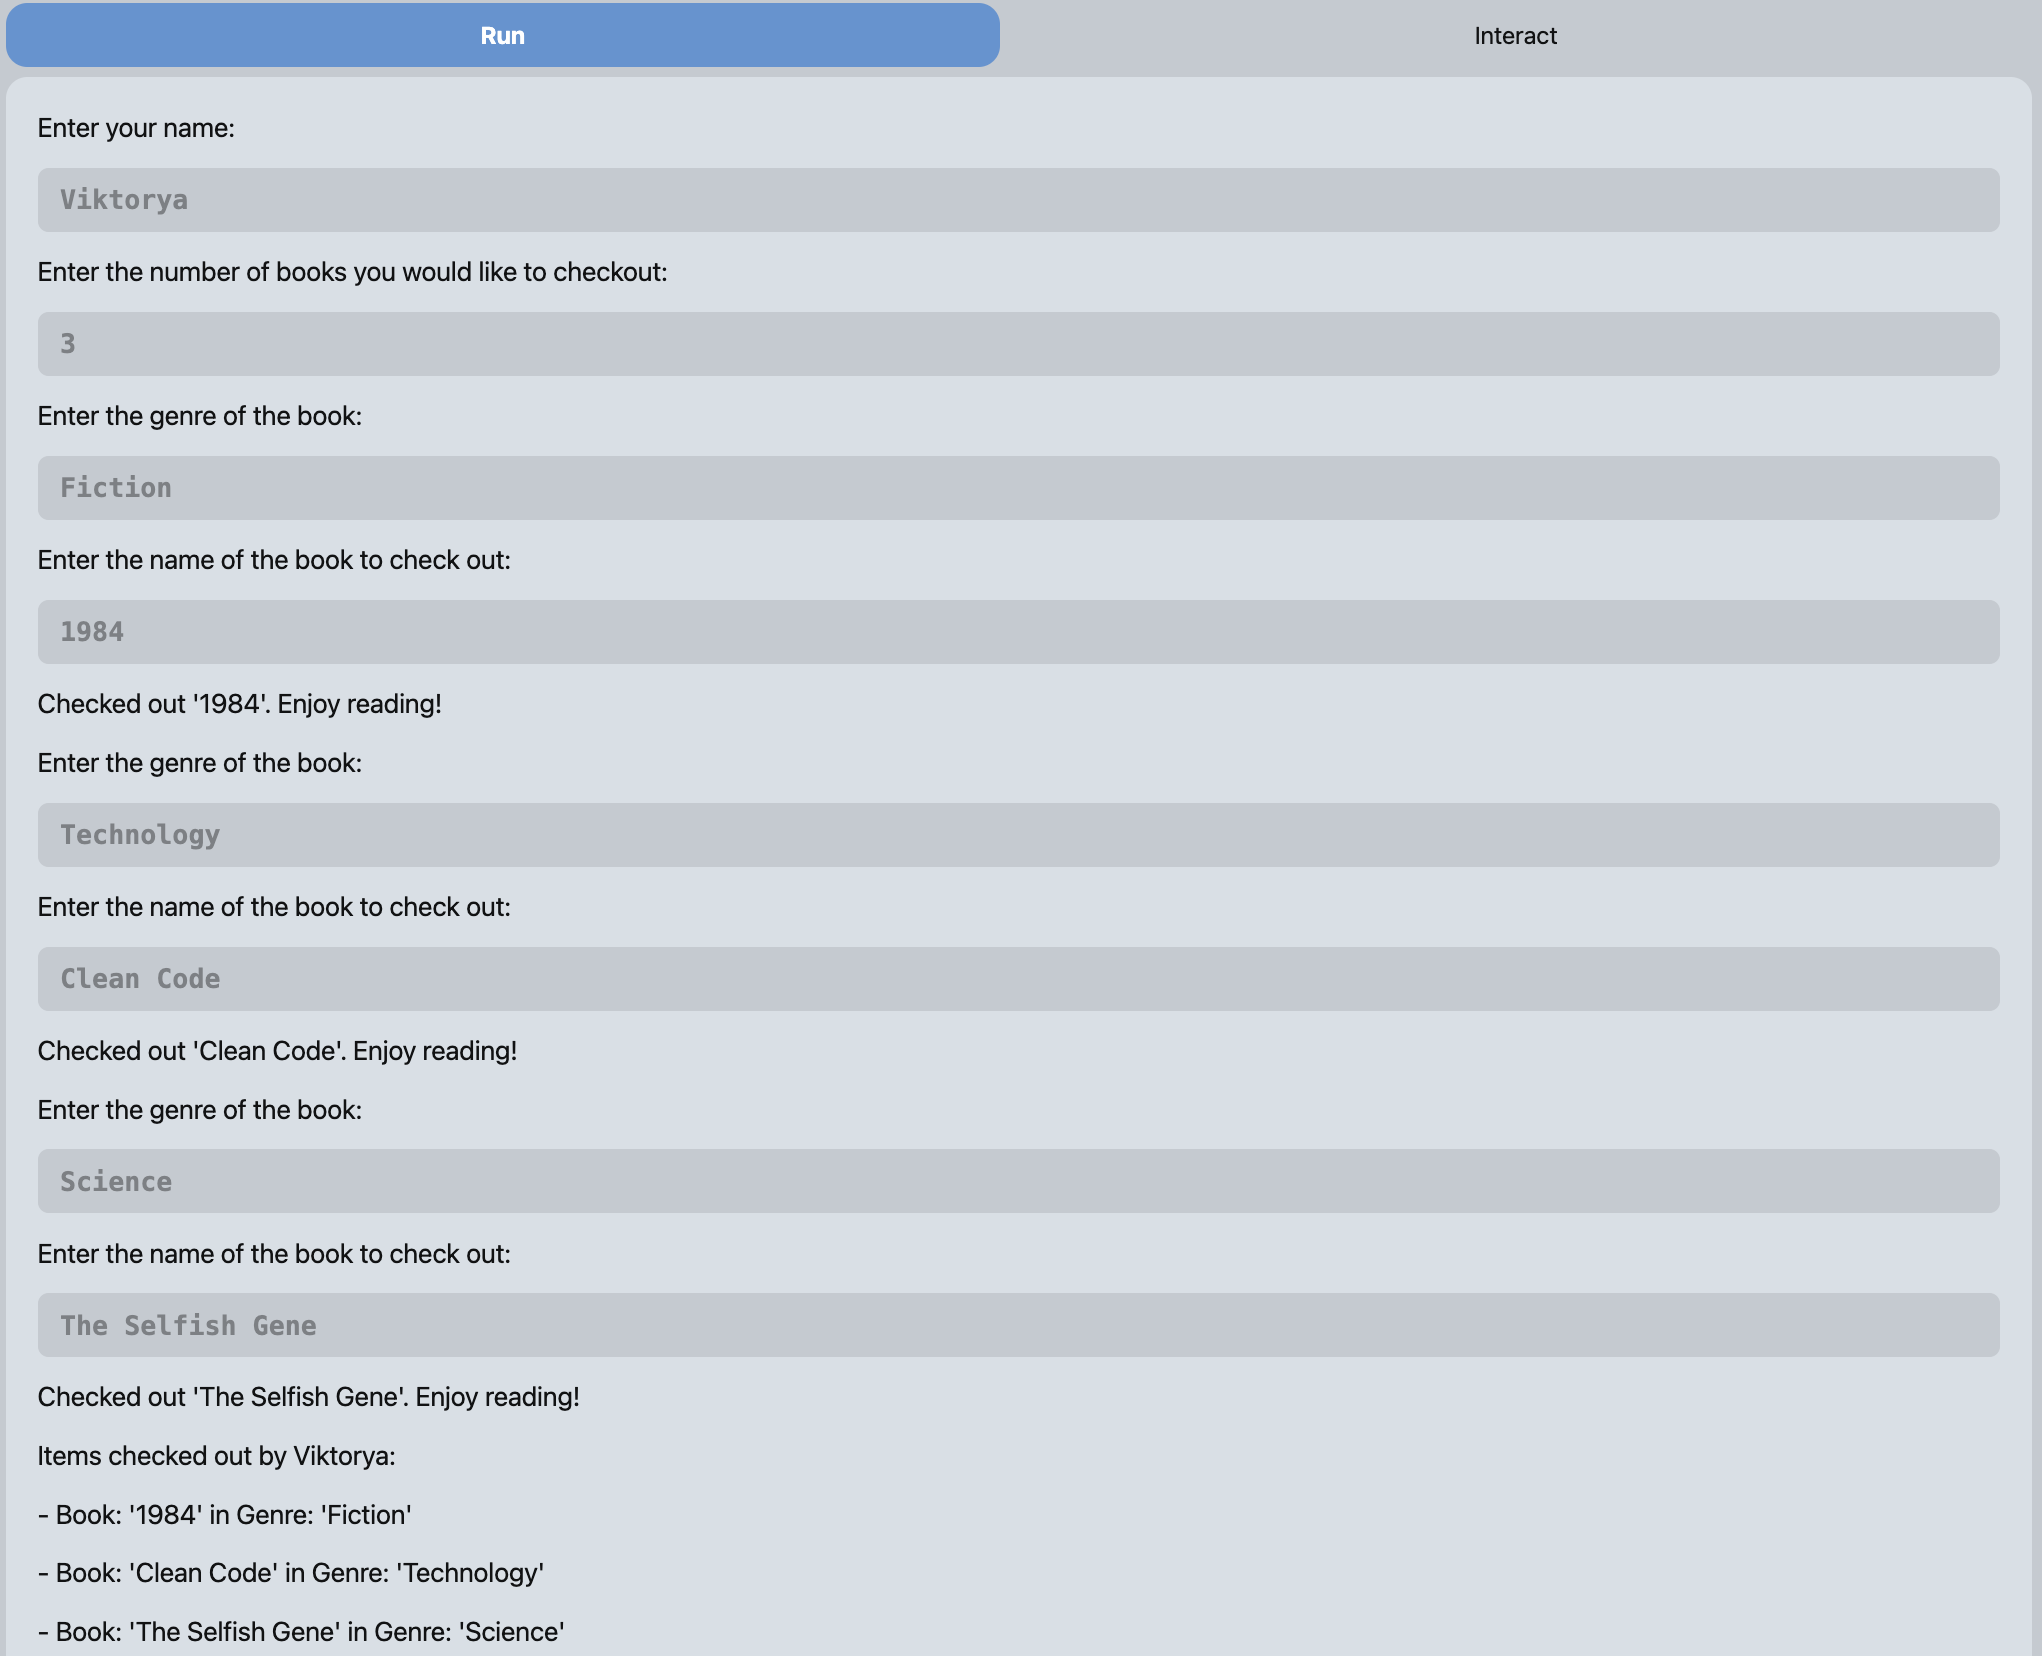 Run
Interact
Enter your name:
Viktorya
Enter the number of books you would like to checkout:
3
Enter the genre of the book:
Fiction
Enter the name of the book to check out:
1984
Checked out '1984'. Enjoy reading!
Enter the genre of the book:
Technology
Enter the name of the book to check out:
Clean Code
Checked out 'Clean Code'. Enjoy reading!
Enter the genre of the book:
Science
Enter the name of the book to check out:
The Selfish Gene
Checked out 'The Selfish Gene'. Enjoy reading!
Items checked out by Viktorya:
- Book: '1984' in Genre: 'Fiction'
- Book: 'Clean Code' in Genre: 'Technology'
- Book: 'The Selfish Gene' in Genre: 'Science'